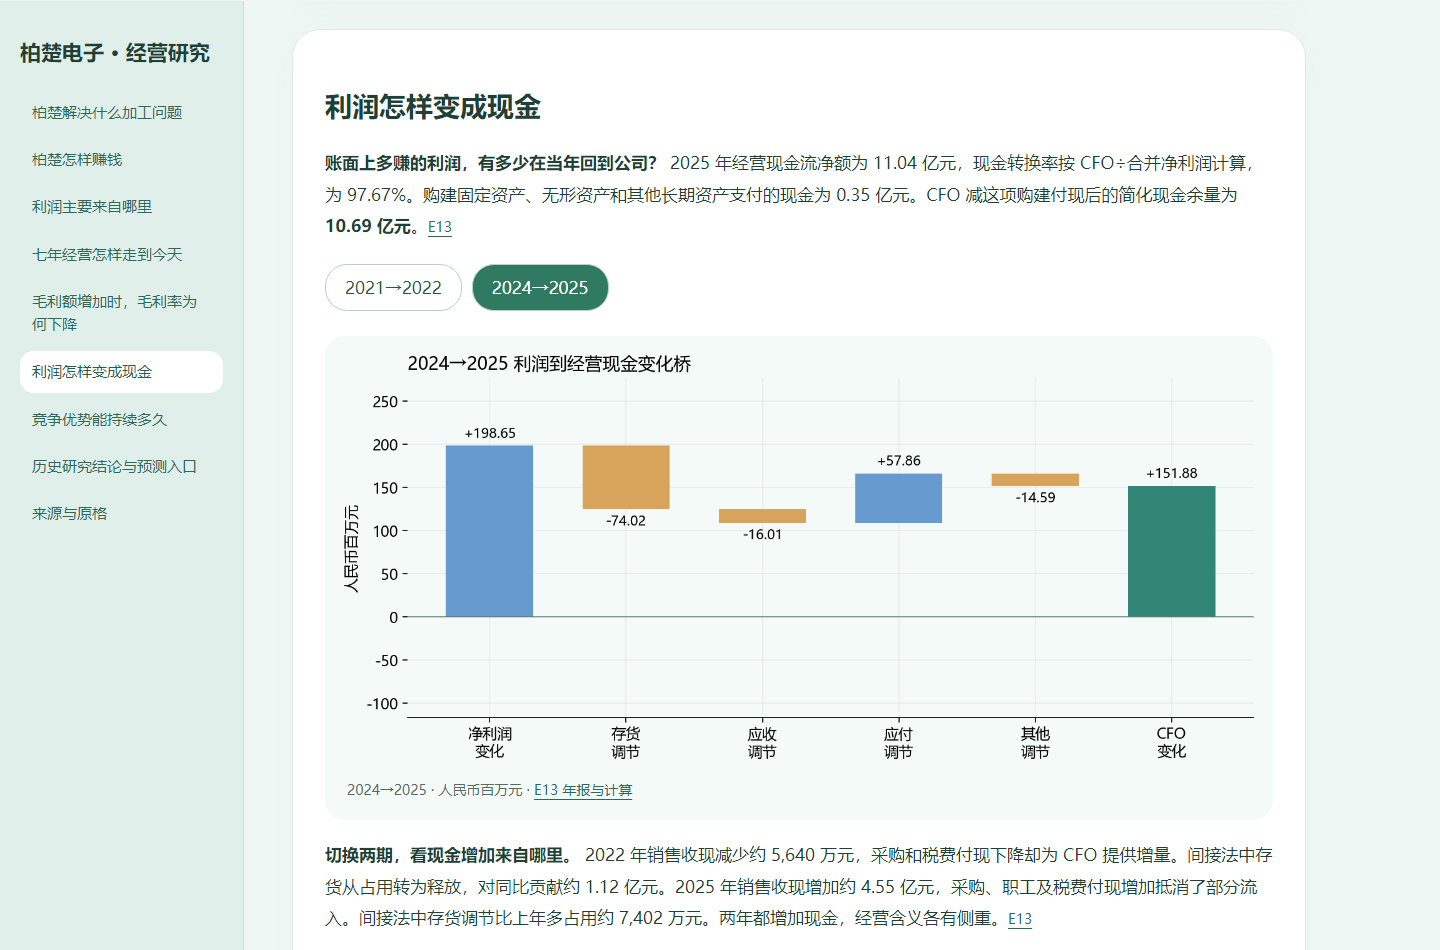 柏楚电子·经营研究
柏楚解决什么加工问题
柏楚怎样赚钱
利润主要来自哪里
七年经营怎样走到今天
毛利额增加时，毛利率为
何下降
利润怎样变成现金
竞争优势能持续多久
历史研究结论与预测入口
来源与原格
利润怎样变成现金
账面上多赚的利润，有多少在当年回到公司？ 2025 年经营现金流净额为 11.04 亿元，现金转换率按 CFO÷合并净利润计算，
为 97.67%。购建固定资产、无形资产和其他长期资产支付的现金为 0.35 亿元。CFO 减这项购建付现后的简化现金余量为
10.69 亿元。E13
2021→2022
2024→2025
2024→2025 利润到经营现金变化桥
人民币百万元
250
200
150
100
50
0
-50
-100
+198.65
-74.02
-16.01
+57.86
-14.59
+151.88
净利润
变化
存货
调节
应收
调节
应付
调节
其他
调节
CFO
变化
2024→2025 · 人民币百万元 · E13 年报与计算
切换两期，看现金增加来自哪里。 2022 年销售收现减少约 5,640 万元，采购和税费付现下降却为 CFO 提供增量。间接法中存
货从占用转为释放，对同比贡献约 1.12 亿元。2025 年销售收现增加约 4.55 亿元，采购、职工及税费付现增加抵消了部分流
入。间接法中存货调节比上年多占用约 7,402 万元。两年都增加现金，经营含义各有侧重。E13